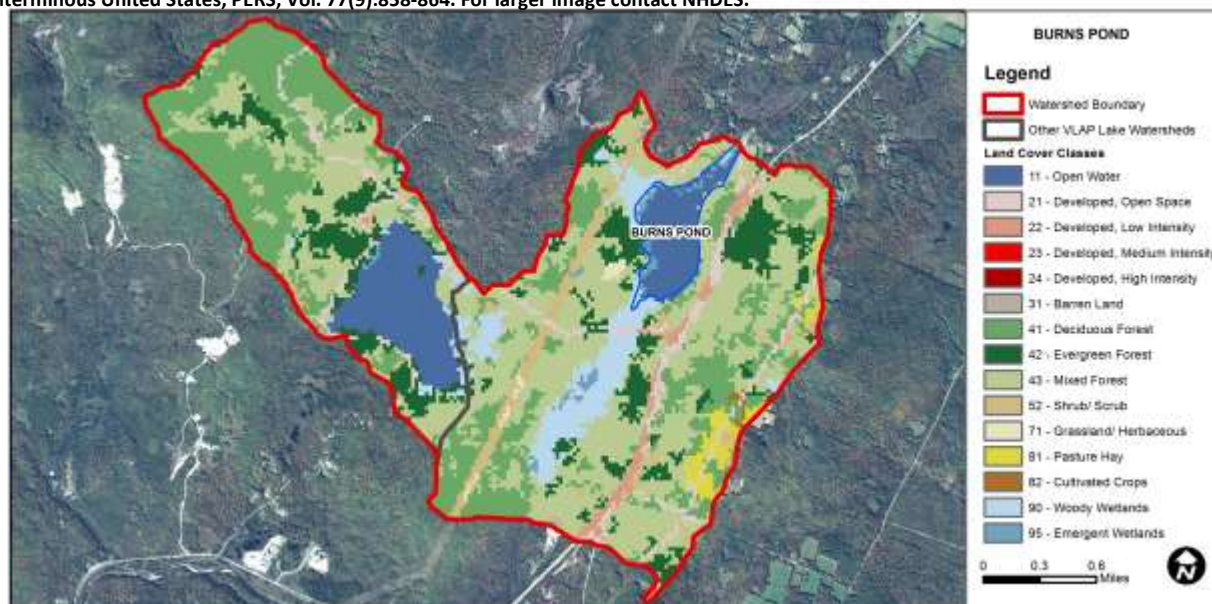 nterminous United States, PERS, Vol. 77(9):858-864. For larger image contact NHDES.
BURNS POND
BURNS POND
Legend
Watershed Boundary
Other VLAP Lake Watersheds
Land Cover Classes
11 - Open Water
21 - Developed, Open Space
22 - Developed, Low Intensity
23 - Developed, Medium Intensity
24 - Developed, High Intensity
31 - Barren Land
41 - Deciduous Forest
42 - Evergreen Forest
43 - Mixed Forest
52 - Shrub/ Scrub
71 - Grassland/ Herbaceous
81 - Pasture Hay
82 - Cultivated Crops
90 - Woody Wetlands
95 - Emergent Wetlands
0 0.3 0.6
Miles
N